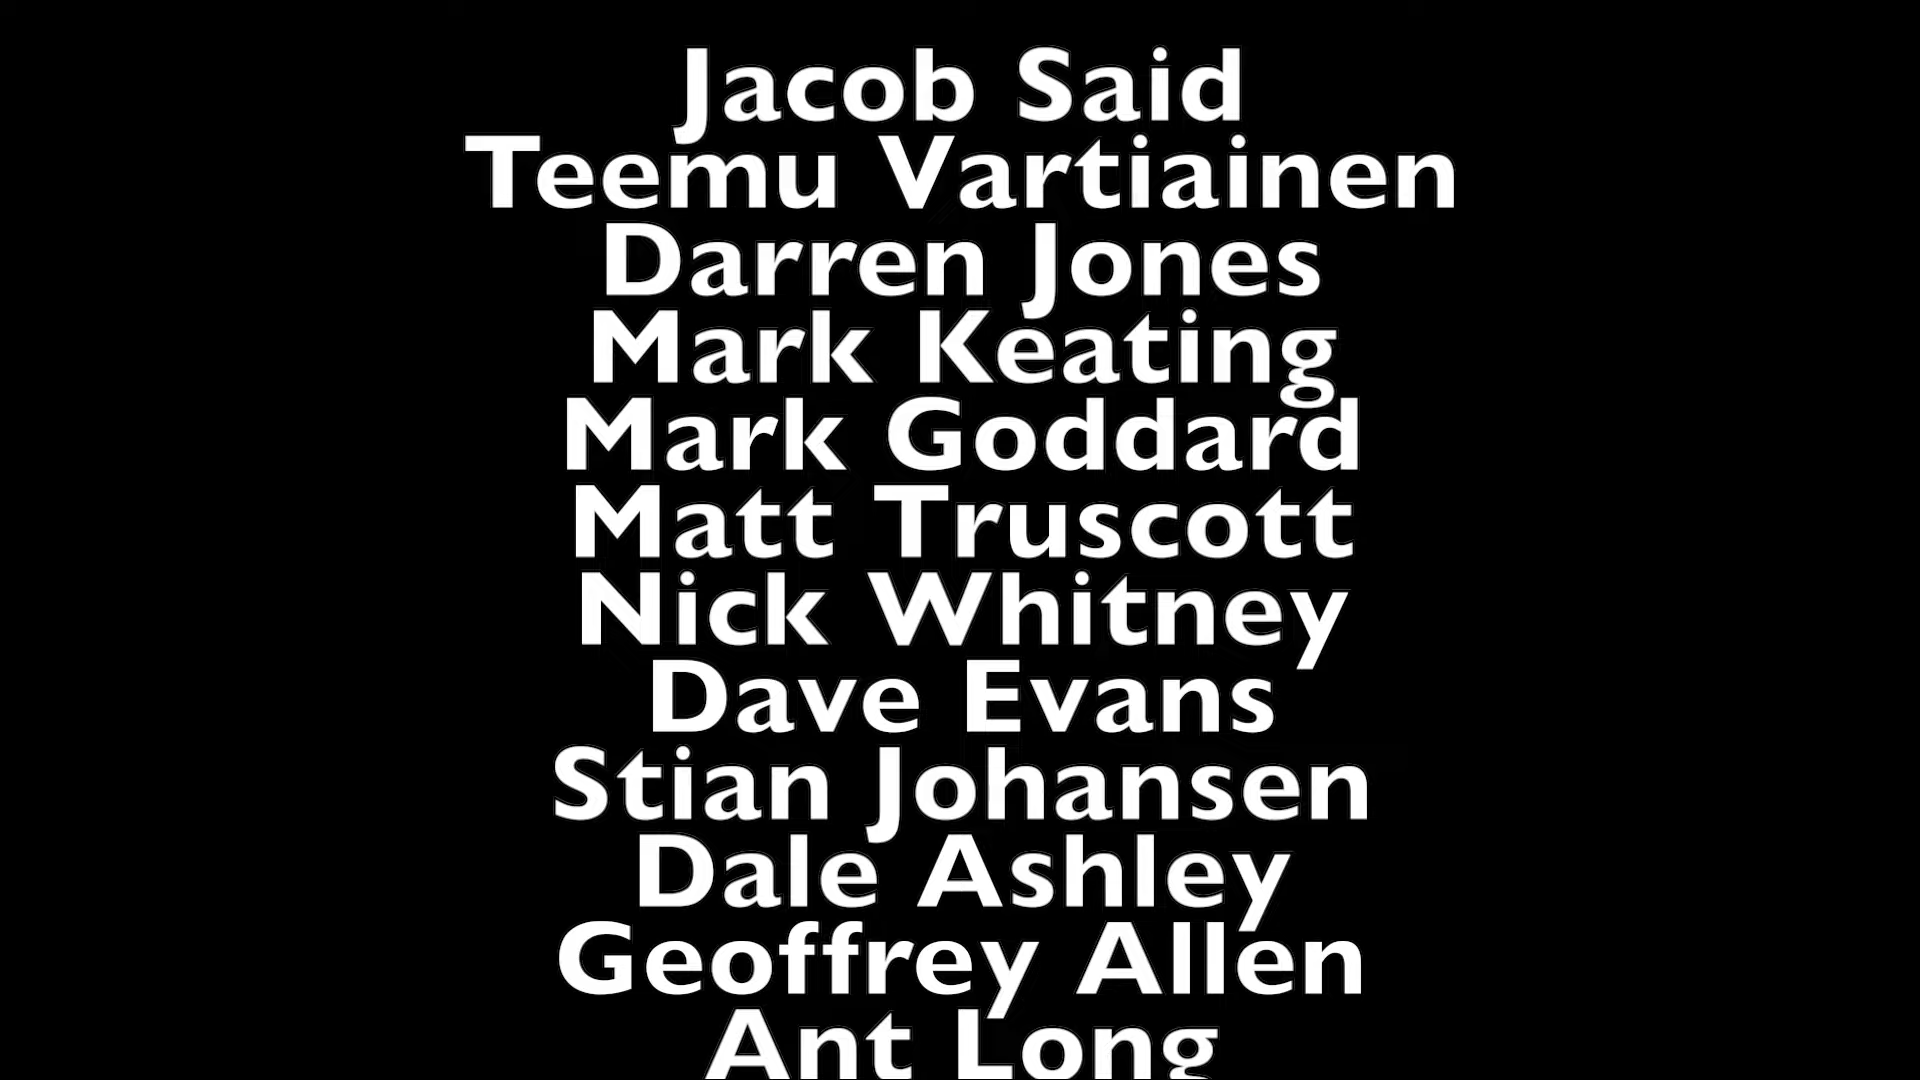 Jacob Said
Teemu Vartiainen
Darren Jones
Mark Keating
Mark Goddard
Matt Truscott
Nick Whitney
Dave Evans
Stian Johansen
Dale Ashley
Geoffrey Allen
Ant Long